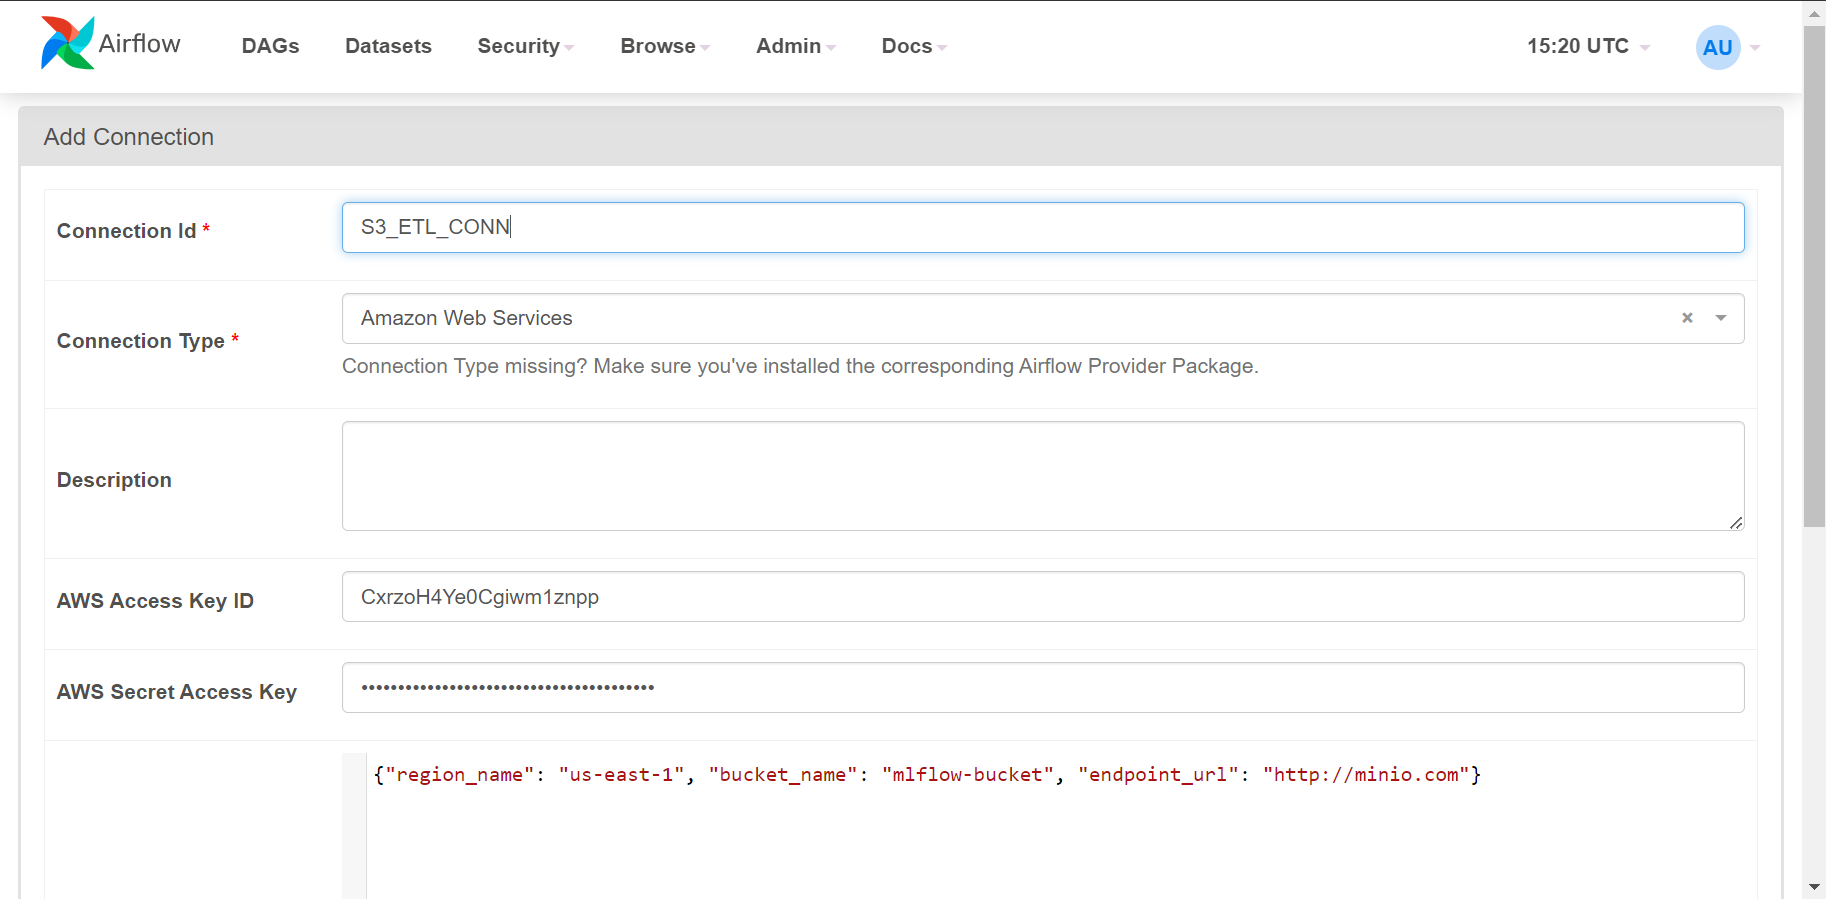 Airflow DAGs Datasets Security Browse Admin Docs 15:20 UTC AU
Add Connection
Connection Id * S3_ETL_CONN
Connection Type * Amazon Web Services
Connection Type missing? Make sure you've installed the corresponding Airflow Provider Package.
Description
AWS Access Key ID CxrzoH4Ye0Cgiwm1znpp
AWS Secret Access Key ••••••••••••••••••••••••••••••••••••••••
{"region_name": "us-east-1", "bucket_name": "mlflow-bucket", "endpoint_url": "http://minio.com"}